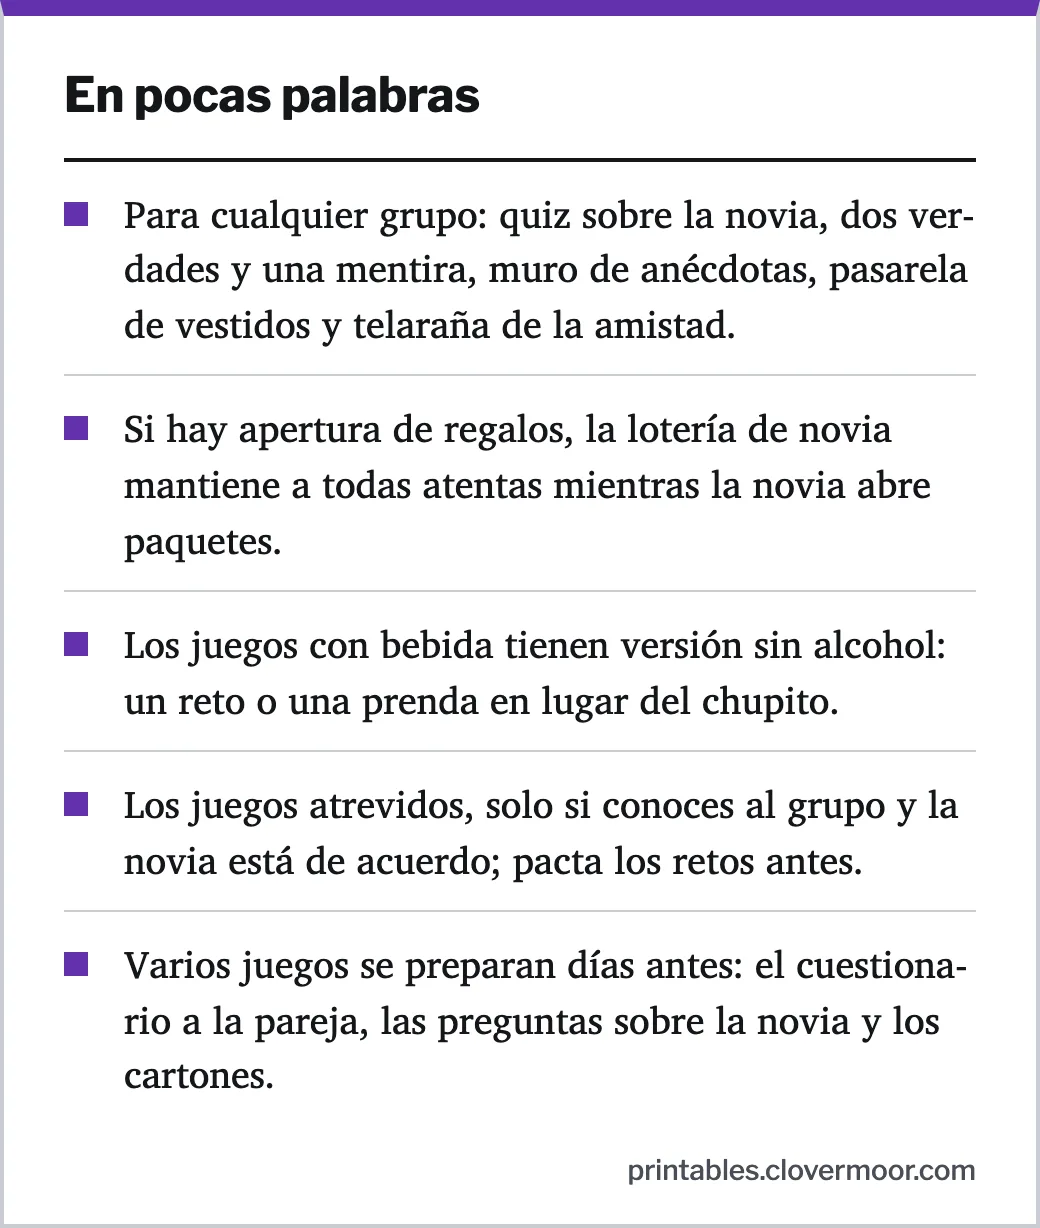 En pocas palabras
Para cualquier grupo: quiz sobre la novia, dos ver-
dades y una mentira, muro de anécdotas, pasarela
de vestidos y telaraña de la amistad.
Si hay apertura de regalos, la lotería de novia
mantiene a todas atentas mientras la novia abre
paquetes.
Los juegos con bebida tienen versión sin alcohol:
un reto o una prenda en lugar del chupito.
Los juegos atrevidos, solo si conoces al grupo y la
novia está de acuerdo; pacta los retos antes.
Varios juegos se preparan días antes: el cuestiona-
rio a la pareja, las preguntas sobre la novia y los
cartones.
printables.clovermoor.com